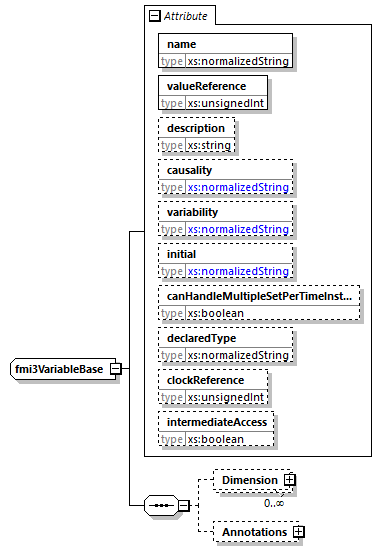 Attribute
name
type xs:normalizedString
valueReference
type xs:unsignedInt
description
type xs:string
causality
type xs:normalizedString
variability
type xs:normalizedString
initial
type xs:normalizedString
canHandleMultipleSetPerTimeInst...
type xs:boolean
declaredType
type xs:normalizedString
fmi3VariableBase
clockReference
type xs:unsignedInt
intermediateAccess
type xs:boolean
Dimension
0..∞
Annotations